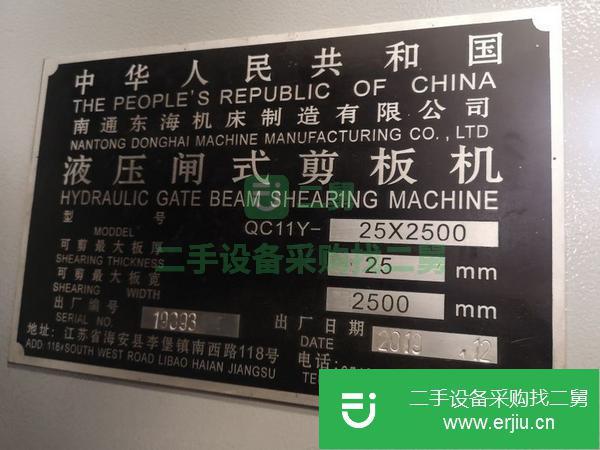 中华人民共和国
THE PEOPLE'S REPUBLIC OF CHINA
南通东海机床制造有限公司
NANTONG DONGHAI MACHINE MANUFACTURING CO., LTD
液压闸式剪板机
HYDRAULIC GATE BEAM SHEARING MACHINE
型 号
MODEL QC11Y- 25X2500
可剪最大板厚
SHEARING THICKNESS 25 mm
可剪最大板宽
SHEARING WIDTH 2500 mm
出厂编号 出厂日期
SERIAL NO. DATE 12
地址: 江苏省海安县李堡镇南西路118号 电话:
ADD: 118# SOUTH WEST ROAD LIBAO HAIAN JIANGSU
二舅
二手设备采购找二舅
二手设备采购找二舅
www.erjiu.cn